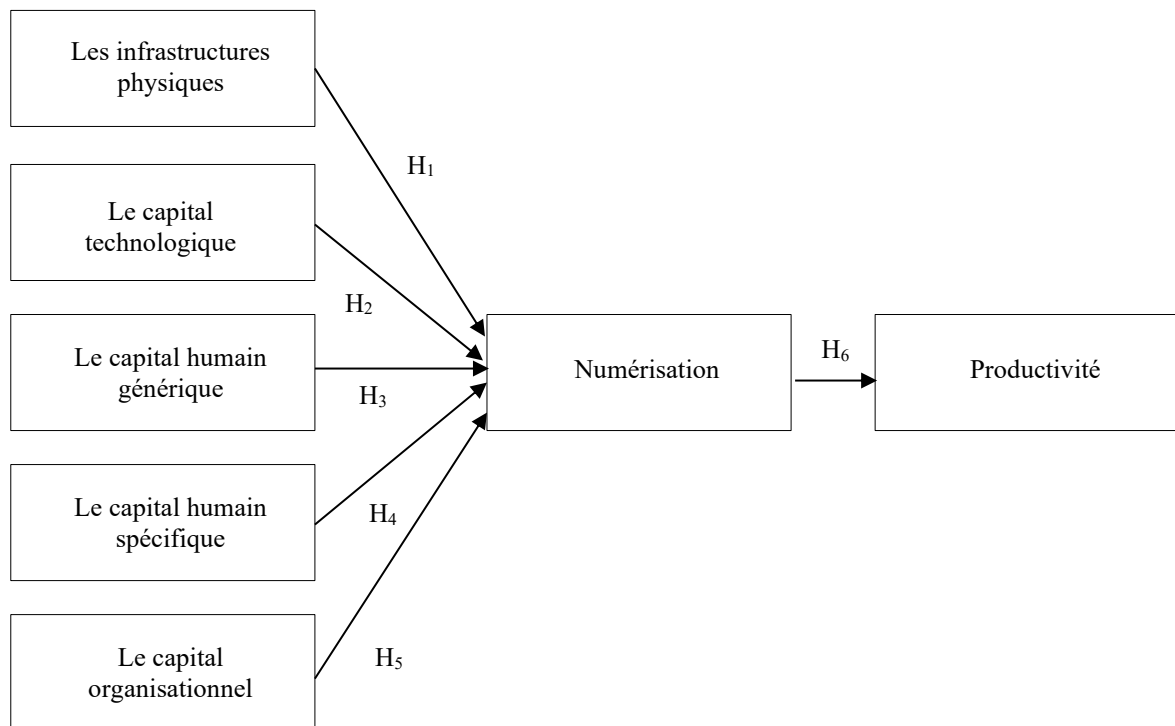 Les infrastructures
physiques
H₁
Le capital
technologique
H₂
Le capital humain
générique
H₃
Numérisation
H₆
Productivité
Le capital humain
spécifique
H₄
Le capital
organisationnel
H₅